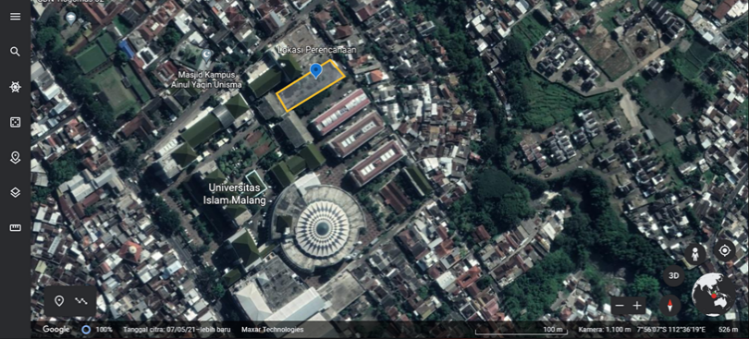 Lokasi Perencanaan
Masjid Kampus
Ainul Yaqin Unisma
Universitas
Islam Malang
3D
Google
100%
Tanggal citra: 07/05/21–lebih baru
Maxar Technologies
100 m
Kamera: 1.100 m
7°56'07"S 112°36'19"E
526 m